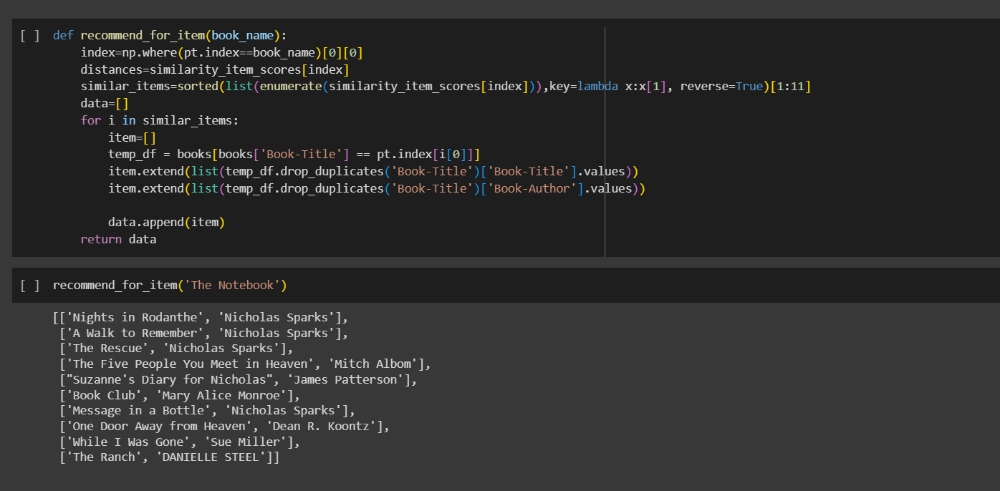 [ ] def recommend_for_item(book_name):
index=np.where(pt.index==book_name)[0][0]
distances=similarity_item_scores[index]
similar_items=sorted(list(enumerate(similarity_item_scores[index])),key=lambda x:x[1], reverse=True)[1:11]
data=[]
for i in similar_items:
item=[]
temp_df = books[books['Book-Title'] == pt.index[i[0]]]
item.extend(list(temp_df.drop_duplicates('Book-Title')['Book-Title'].values))
item.extend(list(temp_df.drop_duplicates('Book-Title')['Book-Author'].values))
data.append(item)
return data
[ ] recommend_for_item('The Notebook')
[['Nights in Rodanthe', 'Nicholas Sparks'],
['A Walk to Remember', 'Nicholas Sparks'],
['The Rescue', 'Nicholas Sparks'],
['The Five People You Meet in Heaven', 'Mitch Albom'],
["Suzanne's Diary for Nicholas", 'James Patterson'],
['Book Club', 'Mary Alice Monroe'],
['Message in a Bottle', 'Nicholas Sparks'],
['One Door Away from Heaven', 'Dean R. Koontz'],
['While I Was Gone', 'Sue Miller'],
['The Ranch', 'DANIELLE STEEL']]